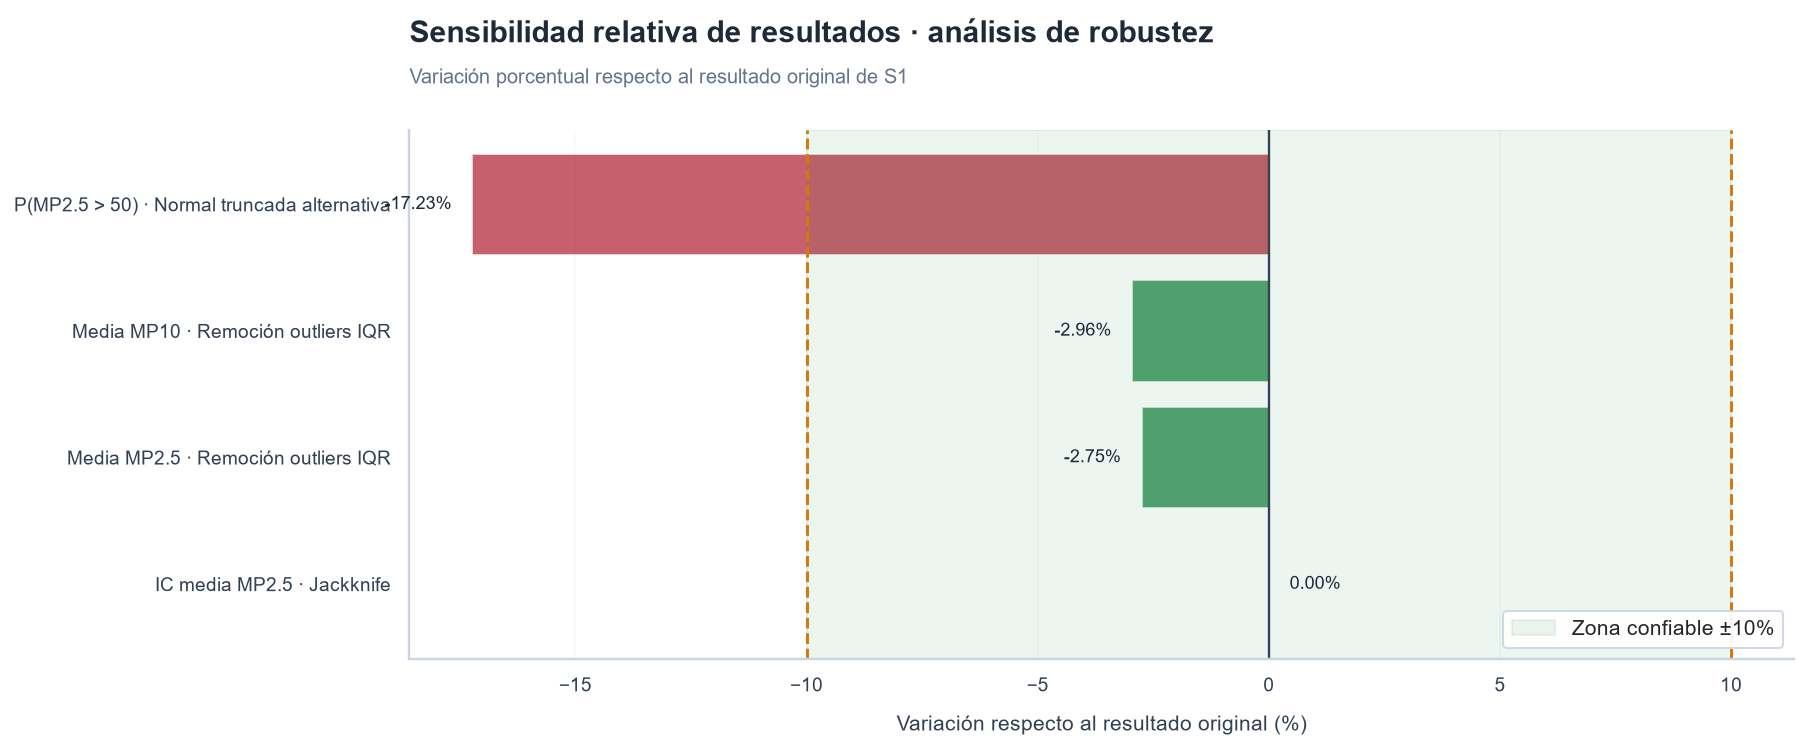 Sensibilidad relativa de resultados · análisis de robustez
Variación porcentual respecto al resultado original de S1
P(MP2.5 > 50) · Normal truncada alternativa
-17.23%
Media MP10 · Remoción outliers IQR
-2.96%
Media MP2.5 · Remoción outliers IQR
-2.75%
IC media MP2.5 · Jackknife
0.00%
Zona confiable ±10%
−15
−10
−5
0
5
10
Variación respecto al resultado original (%)